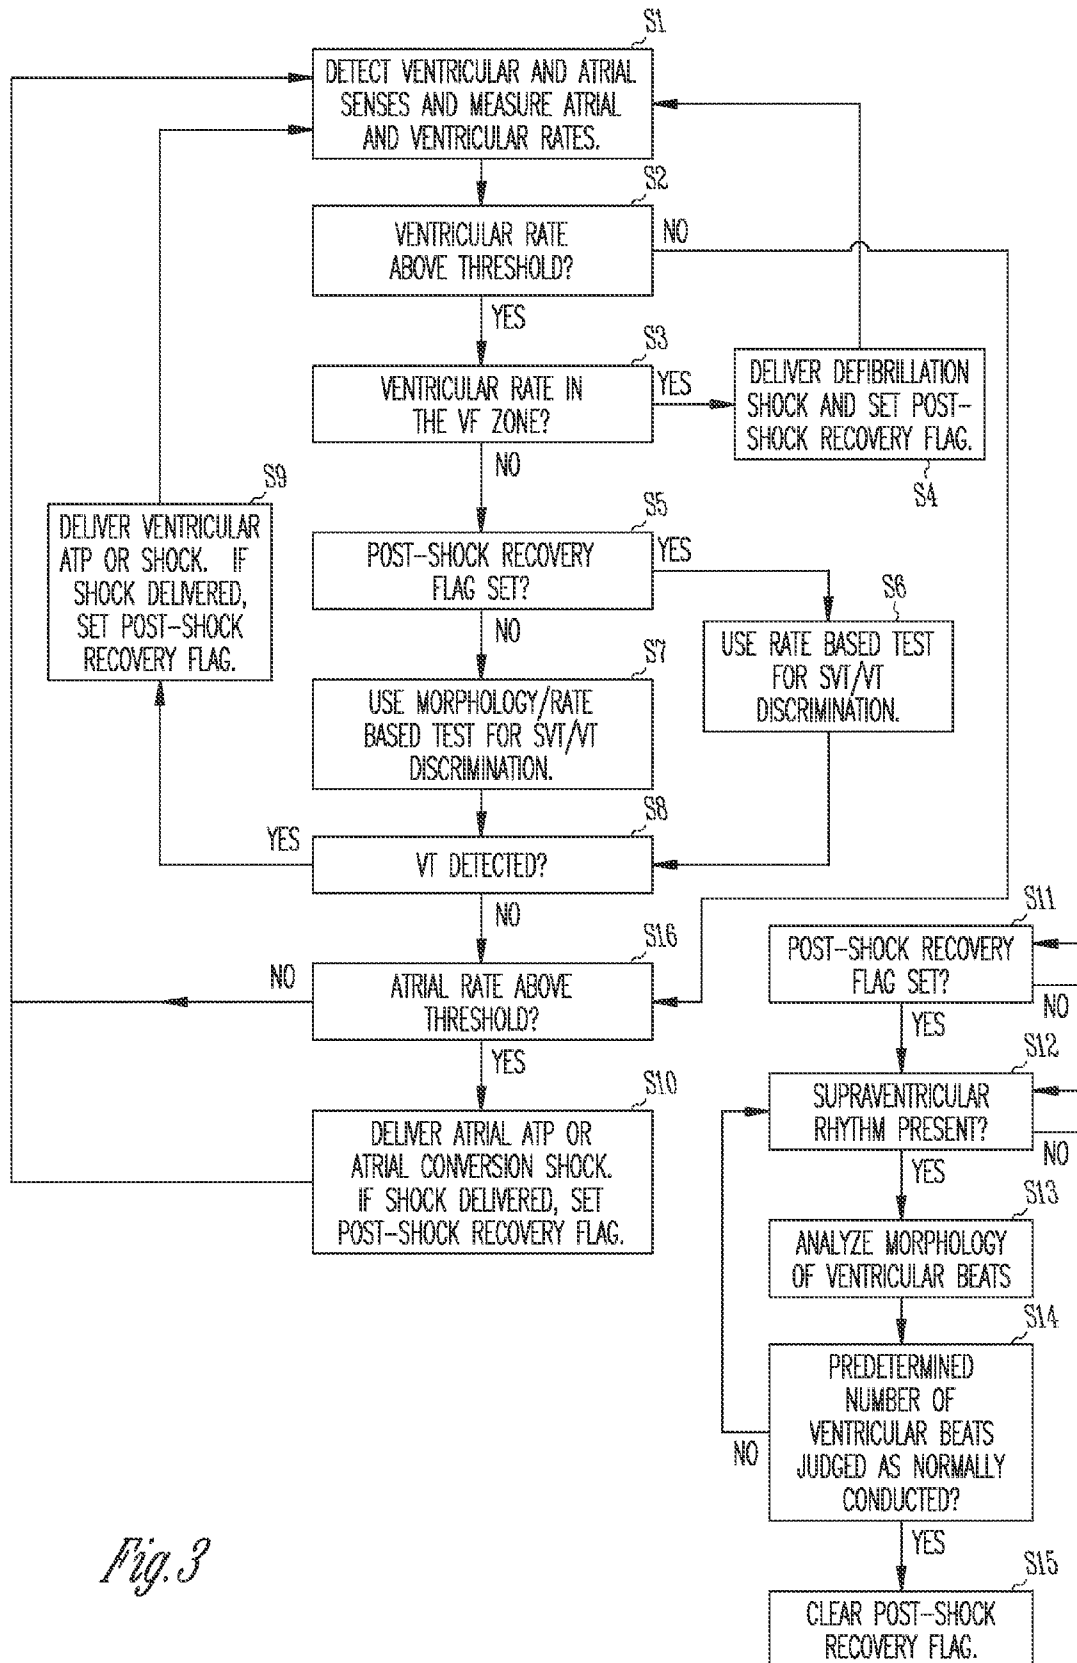 S1
DETECT VENTRICULAR AND ATRIAL
SENSES AND MEASURE ATRIAL
AND VENTRICULAR RATES.
S2
VENTRICULAR RATE
ABOVE THRESHOLD?
NO
YES
S3
VENTRICULAR RATE IN
THE VF ZONE?
YES
NO
DELIVER DEFIBRILLATION
SHOCK AND SET POST-
SHOCK RECOVERY FLAG.
S4
S9
DELIVER VENTRICULAR
ATP OR SHOCK. IF
SHOCK DELIVERED,
SET POST-SHOCK
RECOVERY FLAG.
S5
POST-SHOCK RECOVERY
FLAG SET?
YES
NO
S6
USE RATE BASED TEST
FOR SVT/VT
DISCRIMINATION.
S7
USE MORPHOLOGY/RATE
BASED TEST FOR SVT/VT
DISCRIMINATION.
S8
VT DETECTED?
YES
NO
S16
ATRIAL RATE ABOVE
THRESHOLD?
NO
YES
S10
DELIVER ATRIAL ATP OR
ATRIAL CONVERSION SHOCK.
IF SHOCK DELIVERED, SET
POST-SHOCK RECOVERY FLAG.
S11
POST-SHOCK RECOVERY
FLAG SET?
NO
YES
S12
SUPRAVENTRICULAR
RHYTHM PRESENT?
NO
YES
S13
ANALYZE MORPHOLOGY
OF VENTRICULAR BEATS
S14
PREDETERMINED
NUMBER OF
VENTRICULAR BEATS
JUDGED AS NORMALLY
CONDUCTED?
NO
YES
S15
CLEAR POST-SHOCK
RECOVERY FLAG.
Fig. 3